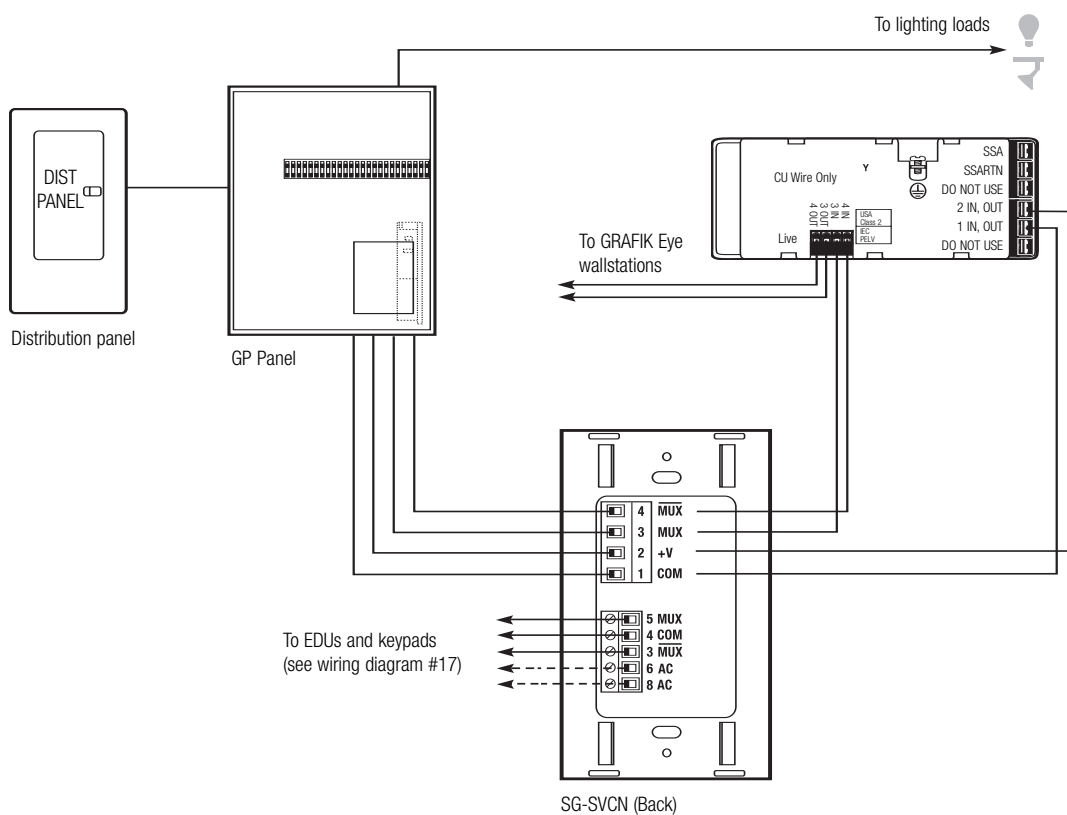 To lighting loads
DIST
PANEL
Distribution panel
GP Panel
CU Wire Only
Y
SSA
SSARTN
DO NOT USE
2 IN, OUT
1 IN, OUT
DO NOT USE
4 OUT
3 OUT
3 IN
4 IN
USA
Class 2
IEC
PELV
Live
To GRAFIK Eye
wallstations
4 MUX
3 MUX
2 +V
1 COM
5 MUX
4 COM
3 MUX
6 AC
8 AC
To EDUs and keypads
(see wiring diagram #17)
SG-SVCN (Back)